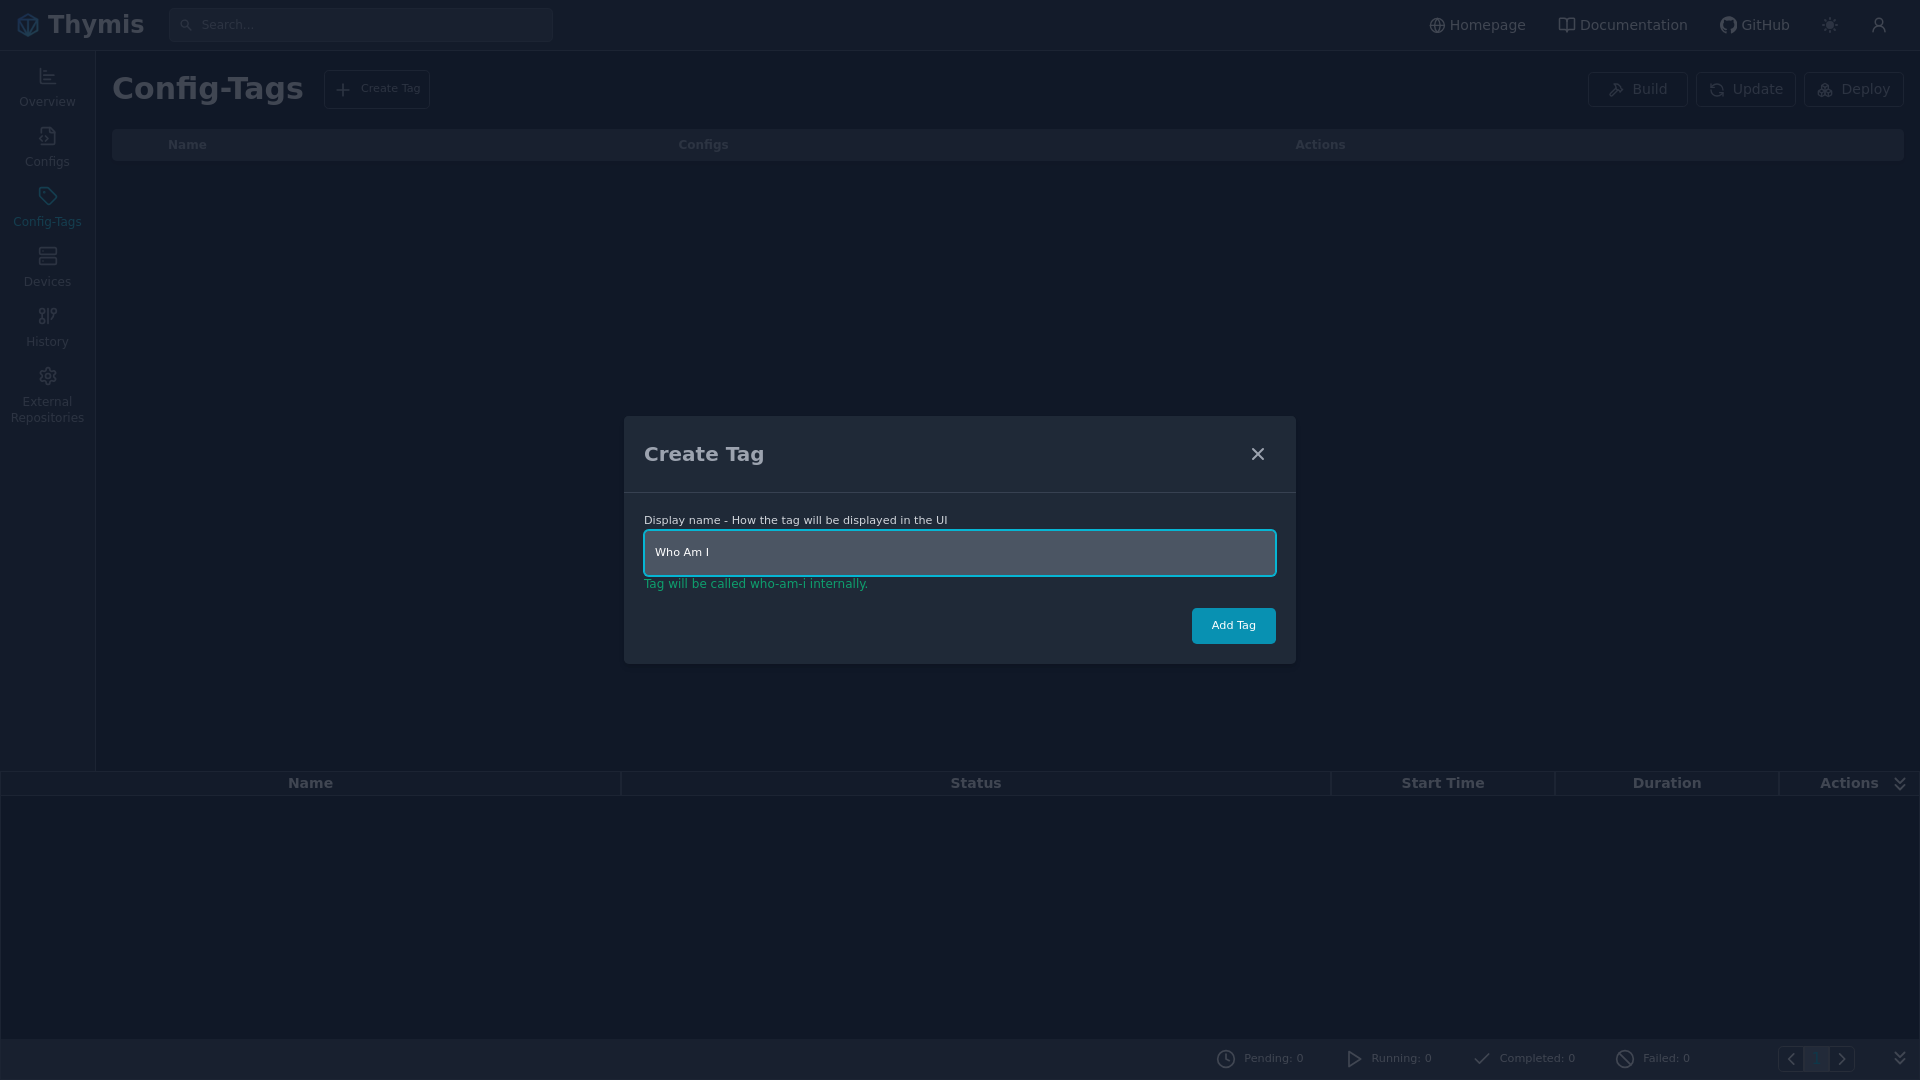 Thymis
Search...
Homepage
Documentation
GitHub
Overview
Configs
Config-Tags
Devices
History
External
Repositories
Config-Tags
Create Tag
Build
Update
Deploy
Name
Configs
Actions
Create Tag
Display name - How the tag will be displayed in the UI
Who Am I
Tag will be called who-am-i internally.
Add Tag
Name
Status
Start Time
Duration
Actions
Pending: 0
Running: 0
Completed: 0
Failed: 0